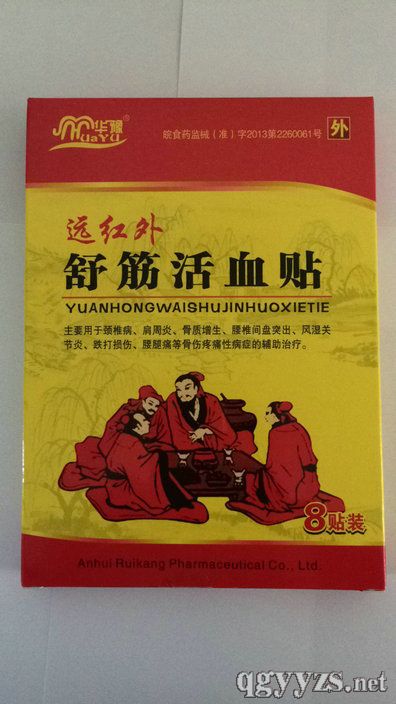 华豫®
HuaYu
皖食药监械（准）字2013第2260061号
外
远红外
舒筋活血贴
YUANHONGWAISHUJINHUOXIETIE
主要用于颈椎病、肩周炎、骨质增生、腰椎间盘突出、风湿关
节炎、跌打损伤、腰腿痛等骨伤疼痛性病症的辅助治疗。
8贴装
Anhui Ruikang Pharmaceutical Co., Ltd.
qgyyzs.net